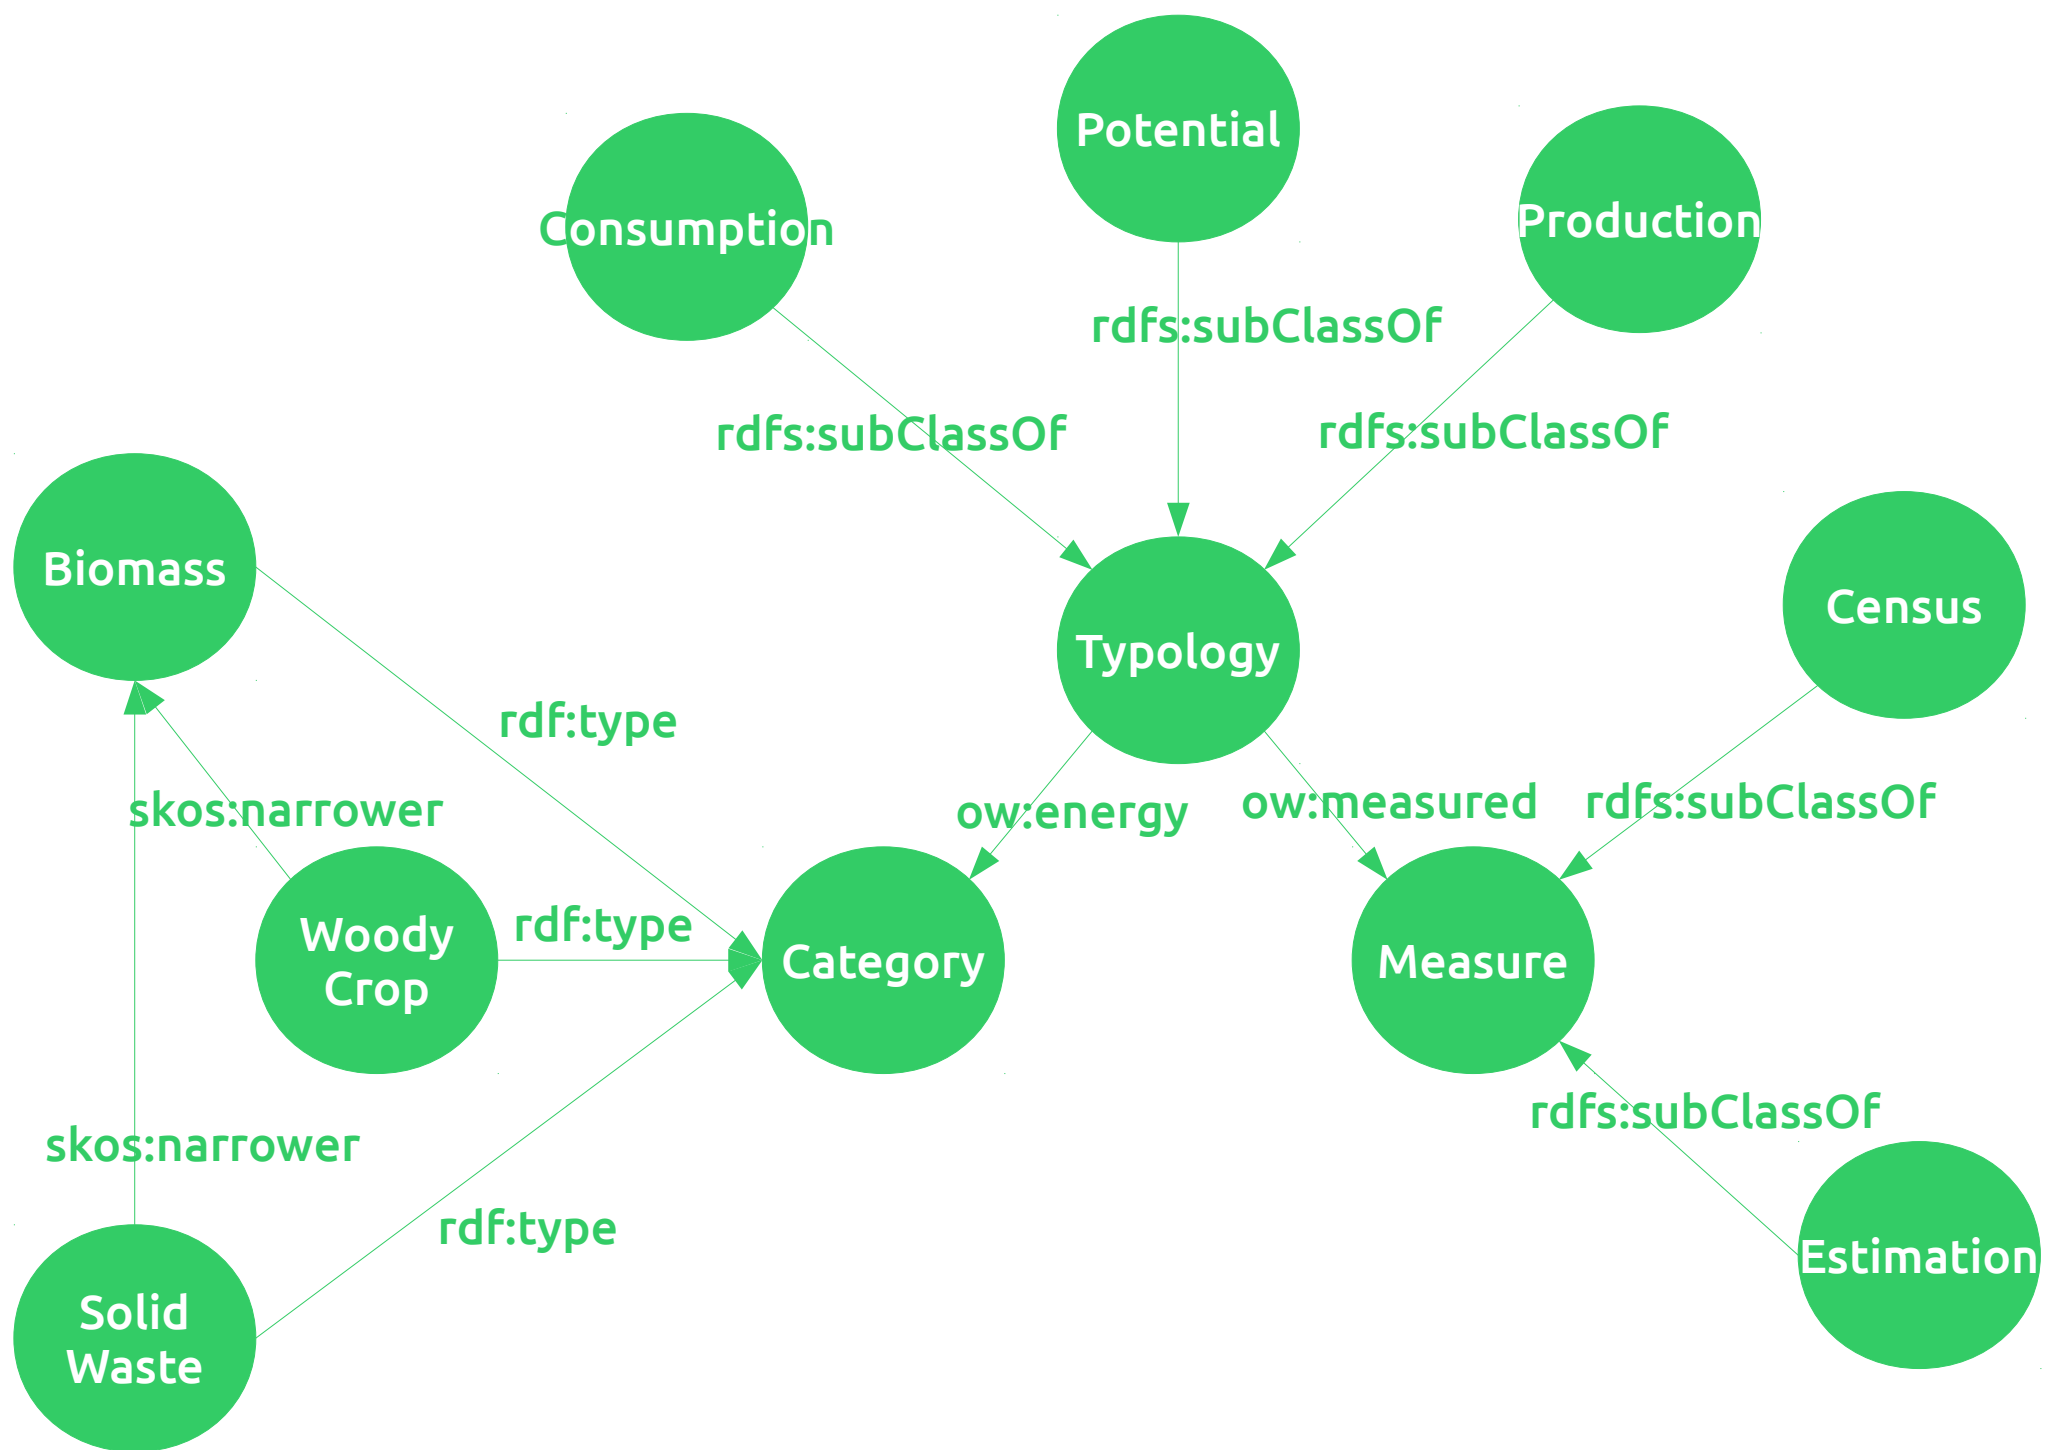 Potential
Production
Consumption
rdfs:subClassOf
rdfs:subClassOf
rdfs:subClassOf
Biomass
Census
Typology
rdf:type
skos:narrower
ow:energy
ow:measured
rdfs:subClassOf
Woody
Crop
rdf:type
Category
Measure
rdfs:subClassOf
skos:narrower
rdf:type
Estimation
Solid
Waste